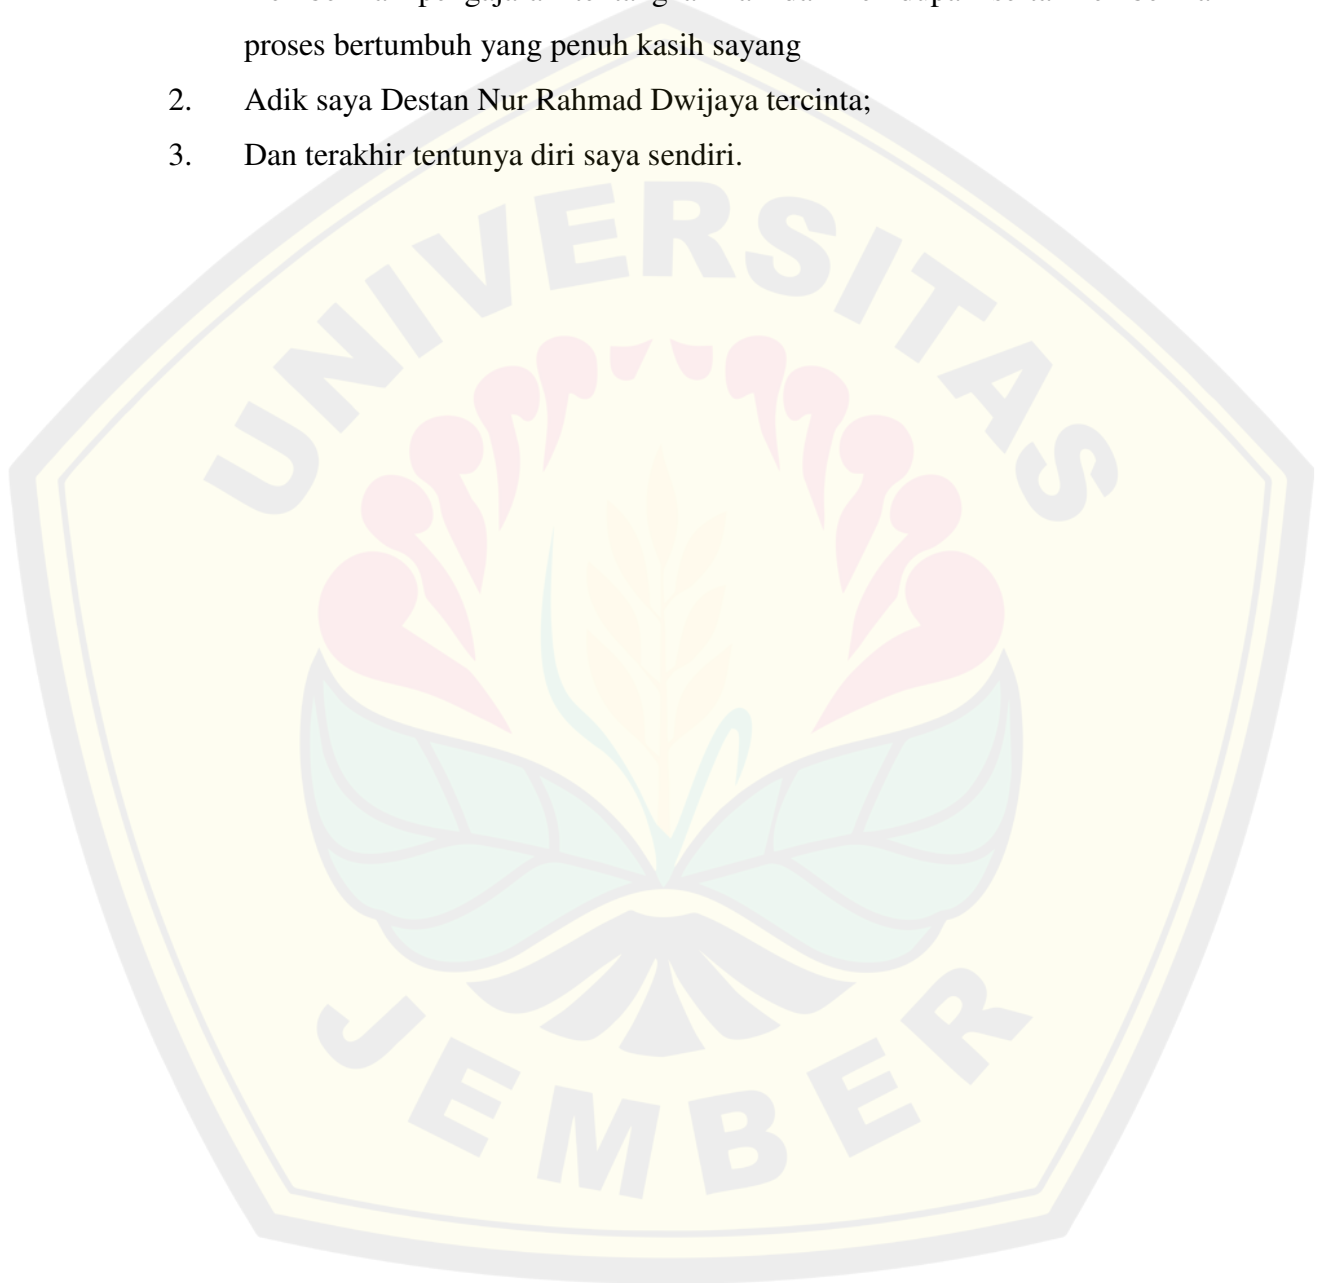 proses bertumbuh yang penuh kasih sayang
2. Adik saya Destan Nur Rahmad Dwijaya tercinta;
3. Dan terakhir tentunya diri saya sendiri.
UNIVERSITAS
JEMBER